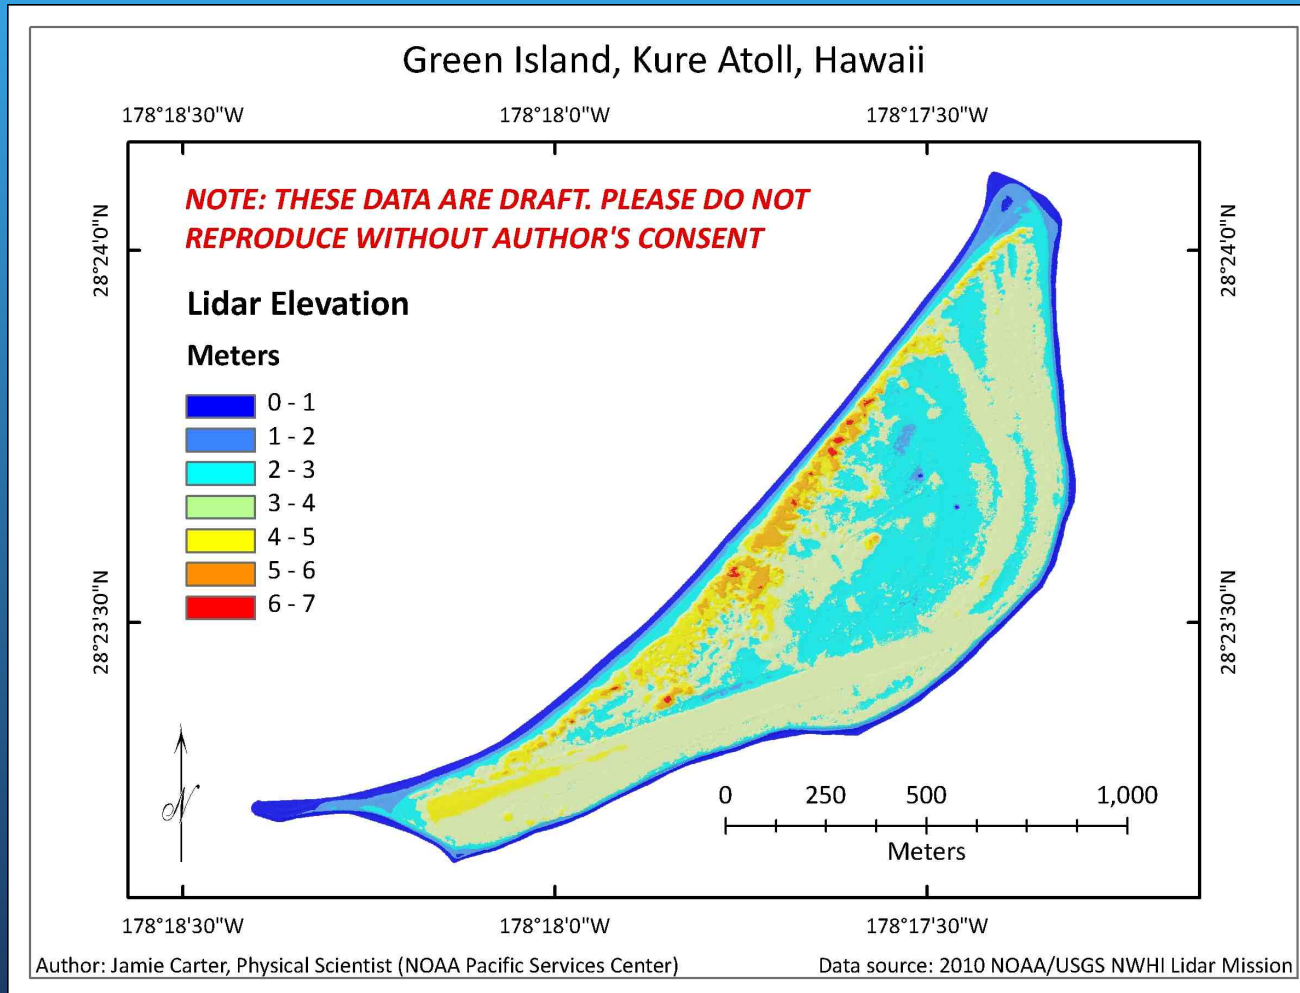 Green Island, Kure Atoll, Hawaii
178°18'30"W 178°18'0"W 178°17'30"W
NOTE: THESE DATA ARE DRAFT. PLEASE DO NOT
REPRODUCE WITHOUT AUTHOR'S CONSENT
28°24'0"N
28°24'0"N
Lidar Elevation
Meters
0 - 1
1 - 2
2 - 3
3 - 4
4 - 5
5 - 6
6 - 7
28°23'30"N
28°23'30"N
N
0 250 500 1,000
Meters
178°18'30"W 178°18'0"W 178°17'30"W
Author: Jamie Carter, Physical Scientist (NOAA Pacific Services Center)
Data source: 2010 NOAA/USGS NWHI Lidar Mission